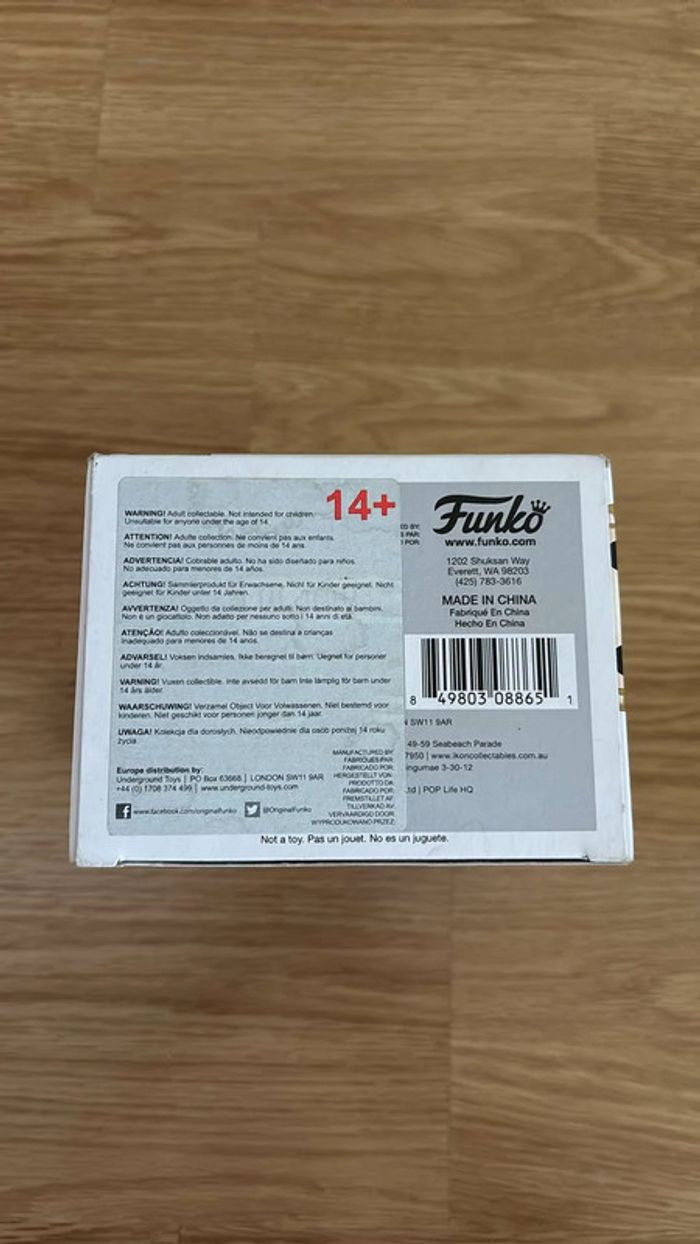 14+
WARNING! Adult collectable. Not intended for children.
Unsuitable for anyone under the age of 14.
ATTENTION! Adulte collection. Ne convient pas aux enfants.
Ne convient pas aux personnes de moins de 14 ans.
ADVERTENCIA! Cobrable adulto. No ha sido diseñado para niños.
No adecuado para menores de 14 años.
ACHTUNG! Sammlerprodukt für Erwachsene, Nicht für Kinder geeignet. Nicht
geeignet für Kinder unter 14 Jahren.
AVVERTENZA! Oggetto da collezione per adulti. Non destinato ai bambini.
Non è un giocattolo. Non adatto per nessuno sotto i 14 anni di età.
ATENÇÃO! Adulto coleccionável. Não se destina a crianças
Inadequado para menores de 14 anos.
ADVARSEL! Voksen indsamles, Ikke beregnet til børn. Uegnet for personer
under 14 år.
VARNING! Vuxen collectible. Inte avsedd för barn Inte lämplig för barn under
14 års ålder.
WAARSCHUWING! Verzamel Object Voor Volwassenen. Niet bestemd voor
kinderen. Niet geschikt voor personen jonger dan 14 jaar.
UWAGA! Kolekcja dla dorosłych. Nieodpowiednie dla osób poniżej 14 roku
życia.
Europe distribution by:
Underground Toys | PO Box 63668 | LONDON SW11 9AR
+44 (0) 1708 374 499 | www.underground-toys.com
www.facebook.com/originalfunko @OriginalFunko
MANUFACTURED BY:
FABRIQUÉS PAR:
FABRICADO POR:
HERGESTELLT VON:
PRODOTTO DA:
FABRICADO POR:
FREMSTILLET AF:
TILLVERKAD AV:
VERVAARDIGD DOOR:
WYPRODUKOWANO PRZEZ:
ED BY:
S PAR:
O POR:
Funko
www.funko.com
1202 Shuksan Way
Everett, WA 98203
(425) 783-3616
MADE IN CHINA
Fabriqué En China
Hecho En China
8 49803 08865 1
N SW11 9AR
49-59 Seabeach Parade
7950 | www.ikoncollectables.com.au
ingumae 3-30-12
Ltd | POP Life HQ
Not a toy. Pas un jouet. No es un juguete.